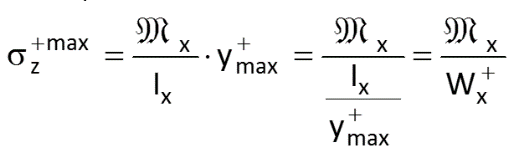 σ_z^{+max} = 𝔐_x / I_x · y_max^+ = 𝔐_x / (I_x / y_max^+) = 𝔐_x / W_x^+